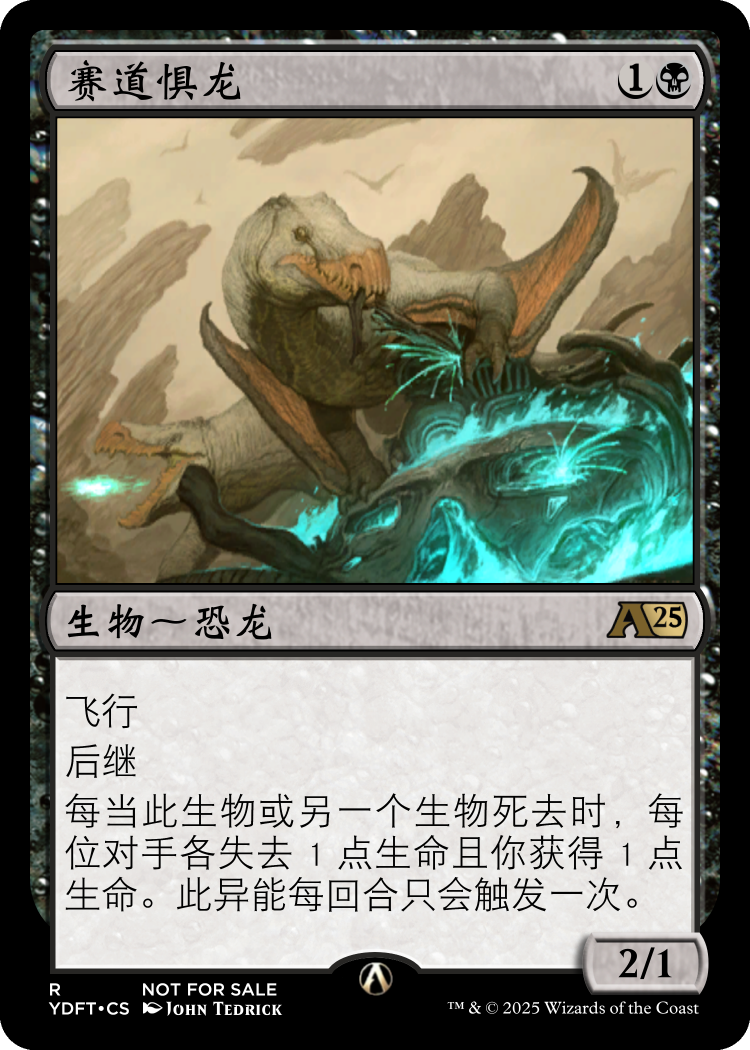 赛道惧龙
1
生物～恐龙
A25
飞行
后继
每当此生物或另一个生物死去时，每
位对手各失去 1 点生命且你获得 1 点
生命。此异能每回合只会触发一次。
2/1
R NOT FOR SALE
YDFT•CS JOHN TEDRICK
™ & © 2025 Wizards of the Coast